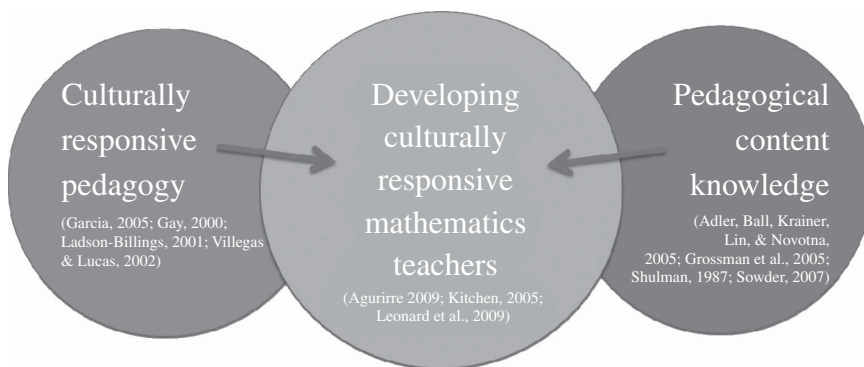 Culturally
responsive
pedagogy
(Garcia, 2005; Gay, 2000;
Ladson-Billings, 2001; Villegas
& Lucas, 2002)
Developing
culturally
responsive
mathematics
teachers
(Agurirre 2009; Kitchen, 2005;
Leonard et al., 2009)
Pedagogical
content
knowledge
(Adler, Ball, Krainer,
Lin, & Novotna,
2005; Grossman et al., 2005;
Shulman, 1987; Sowder, 2007)